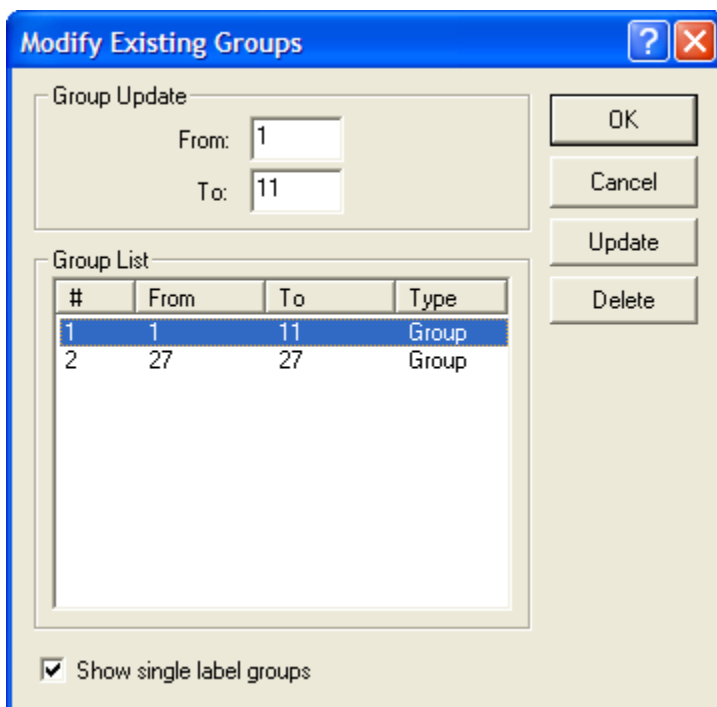 Modify Existing Groups
Group Update
From: 1
To: 11
OK
Cancel
Update
Delete
Group List
# From To Type
1 1 11 Group
2 27 27 Group
Show single label groups